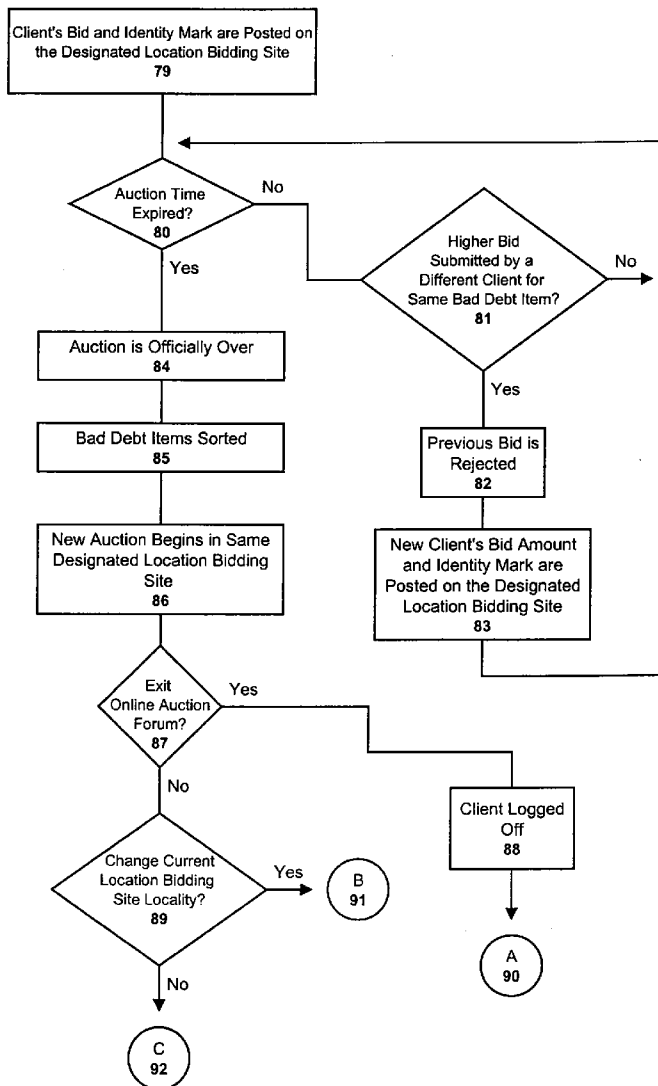 Client's Bid and Identity Mark are Posted on
the Designated Location Bidding Site
79
Auction Time
Expired?
80
No
Yes
Higher Bid
Submitted by a
Different Client for
Same Bad Debt Item?
81
No
Yes
Previous Bid is
Rejected
82
New Client's Bid Amount
and Identity Mark are
Posted on the Designated
Location Bidding Site
83
Auction is Officially Over
84
Bad Debt Items Sorted
85
New Auction Begins in Same
Designated Location Bidding
Site
86
Exit
Online Auction
Forum?
87
Yes
No
Client Logged
Off
88
A
90
Change Current
Location Bidding
Site Locality?
89
Yes
B
91
No
C
92